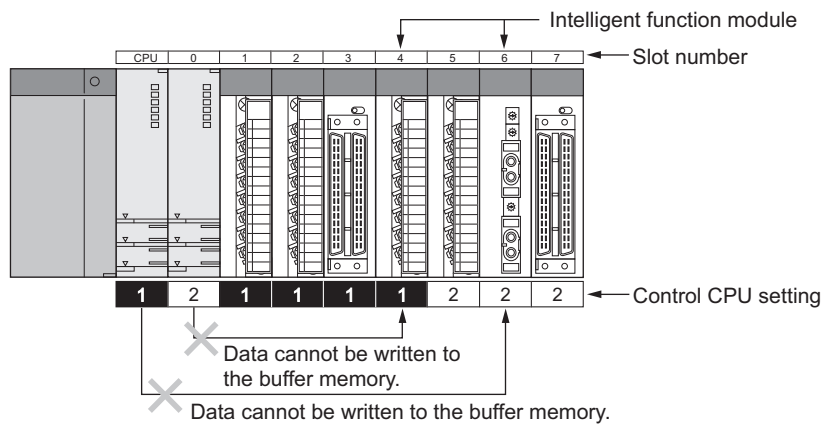 Intelligent function module
CPU 0 1 2 3 4 5 6 7
Slot number
1 2 1 1 1 1 2 2 2
Control CPU setting
Data cannot be written to
the buffer memory.
Data cannot be written to the buffer memory.